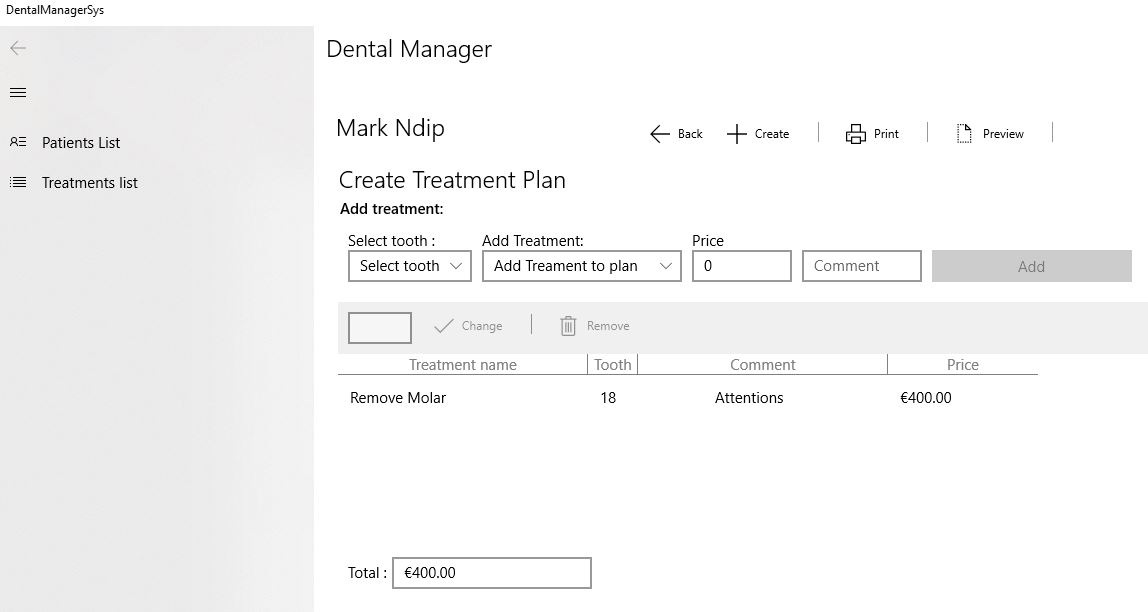 DentalManagerSys
Dental Manager
Patients List
Treatments list
Mark Ndip
Back Create Print Preview
Create Treatment Plan
Add treatment:
Select tooth : Add Treatment: Price
Select tooth Add Treament to plan 0 Comment Add
Change Remove
Treatment name Tooth Comment Price
Remove Molar 18 Attentions €400.00
Total : €400.00